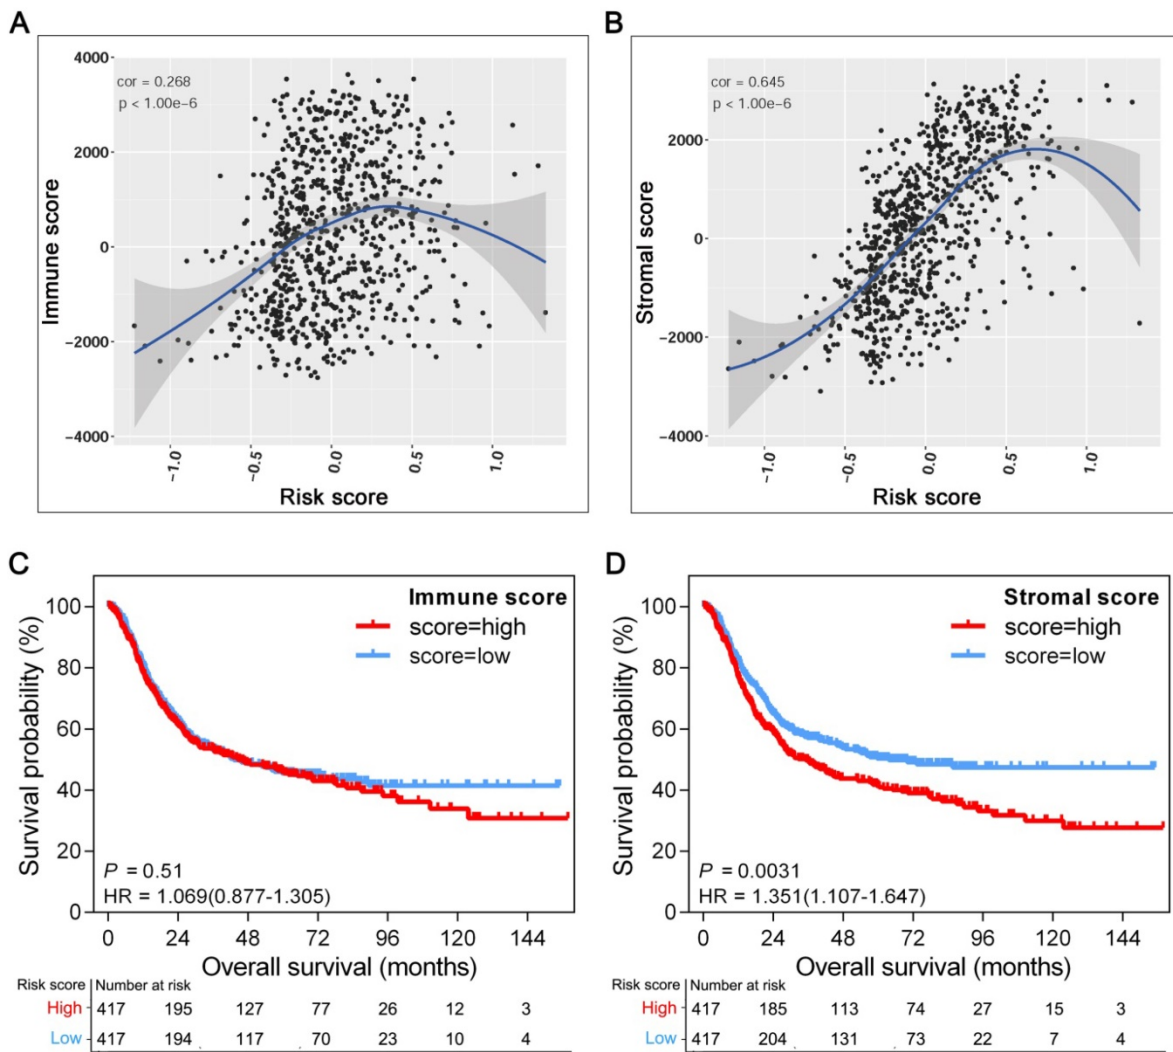 A
cor = 0.268
p < 1.00e-6
4000
2000
0
−2000
−4000
Immune score
−1.0
−0.5
0.0
0.5
1.0
Risk score
B
cor = 0.645
p < 1.00e-6
2000
0
−2000
−4000
Stromal score
−1.0
−0.5
0.0
0.5
1.0
Risk score
C
Immune score
score=high
score=low
100
80
60
40
20
0
Survival probability (%)
P = 0.51
HR = 1.069(0.877-1.305)
0 24 48 72 96 120 144
Overall survival (months)
Risk score Number at risk
High 417 195 127 77 26 12 3
Low 417 194 117 70 23 10 4
D
Stromal score
score=high
score=low
100
80
60
40
20
0
Survival probability (%)
P = 0.0031
HR = 1.351(1.107-1.647)
0 24 48 72 96 120 144
Overall survival (months)
Risk score Number at risk
High 417 185 113 74 27 15 3
Low 417 204 131 73 22 7 4